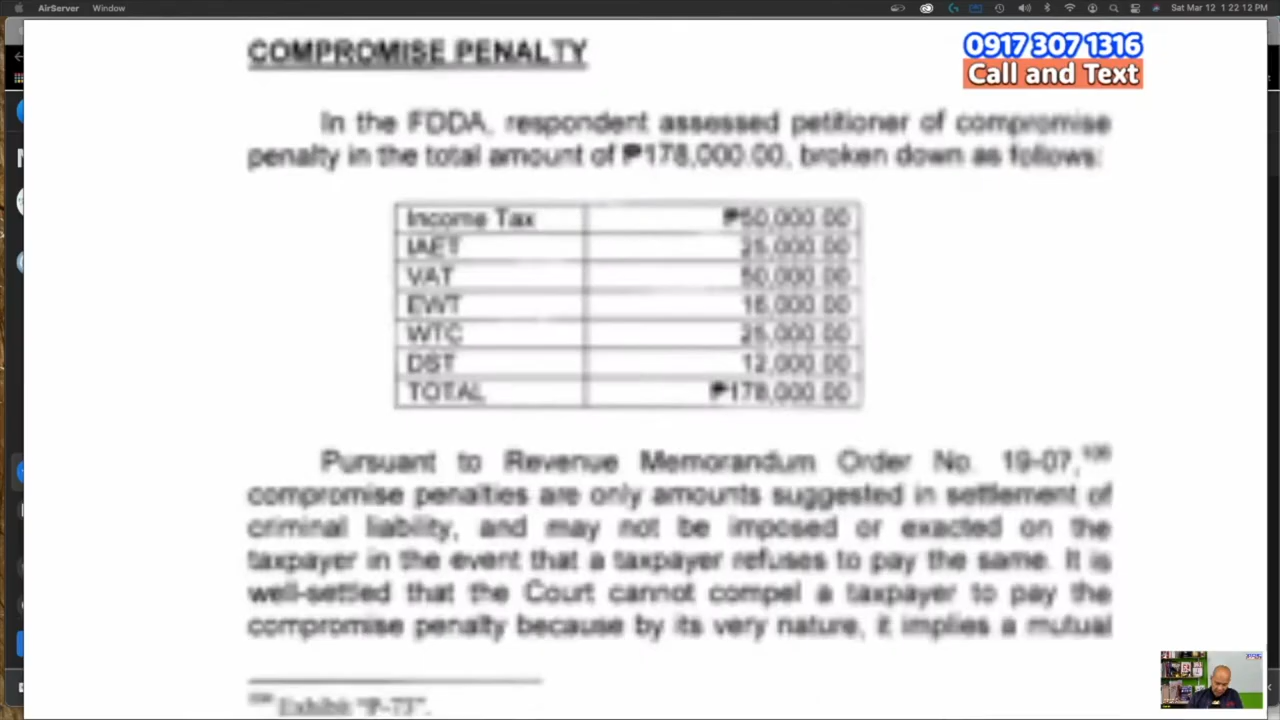 AirServer Window
Sat Mar 12 1:22:12 PM
COMPROMISE PENALTY
0917 307 1316
Call and Text
In the FDDA, respondent assessed petitioner of compromise
penalty in the total amount of ₱178,000.00, broken down as follows:
Income Tax ₱50,000.00
IAET 25,000.00
VAT 50,000.00
EWT 16,000.00
WTC 25,000.00
DST 12,000.00
TOTAL ₱178,000.00
Pursuant to Revenue Memorandum Order No. 19-07,
compromise penalties are only amounts suggested in settlement of
criminal liability, and may not be imposed or exacted on the
taxpayer in the event that a taxpayer refuses to pay the same. It is
well-settled that the Court cannot compel a taxpayer to pay the
compromise penalty because by its very nature, it implies a mutual
Exhibit "P-73".